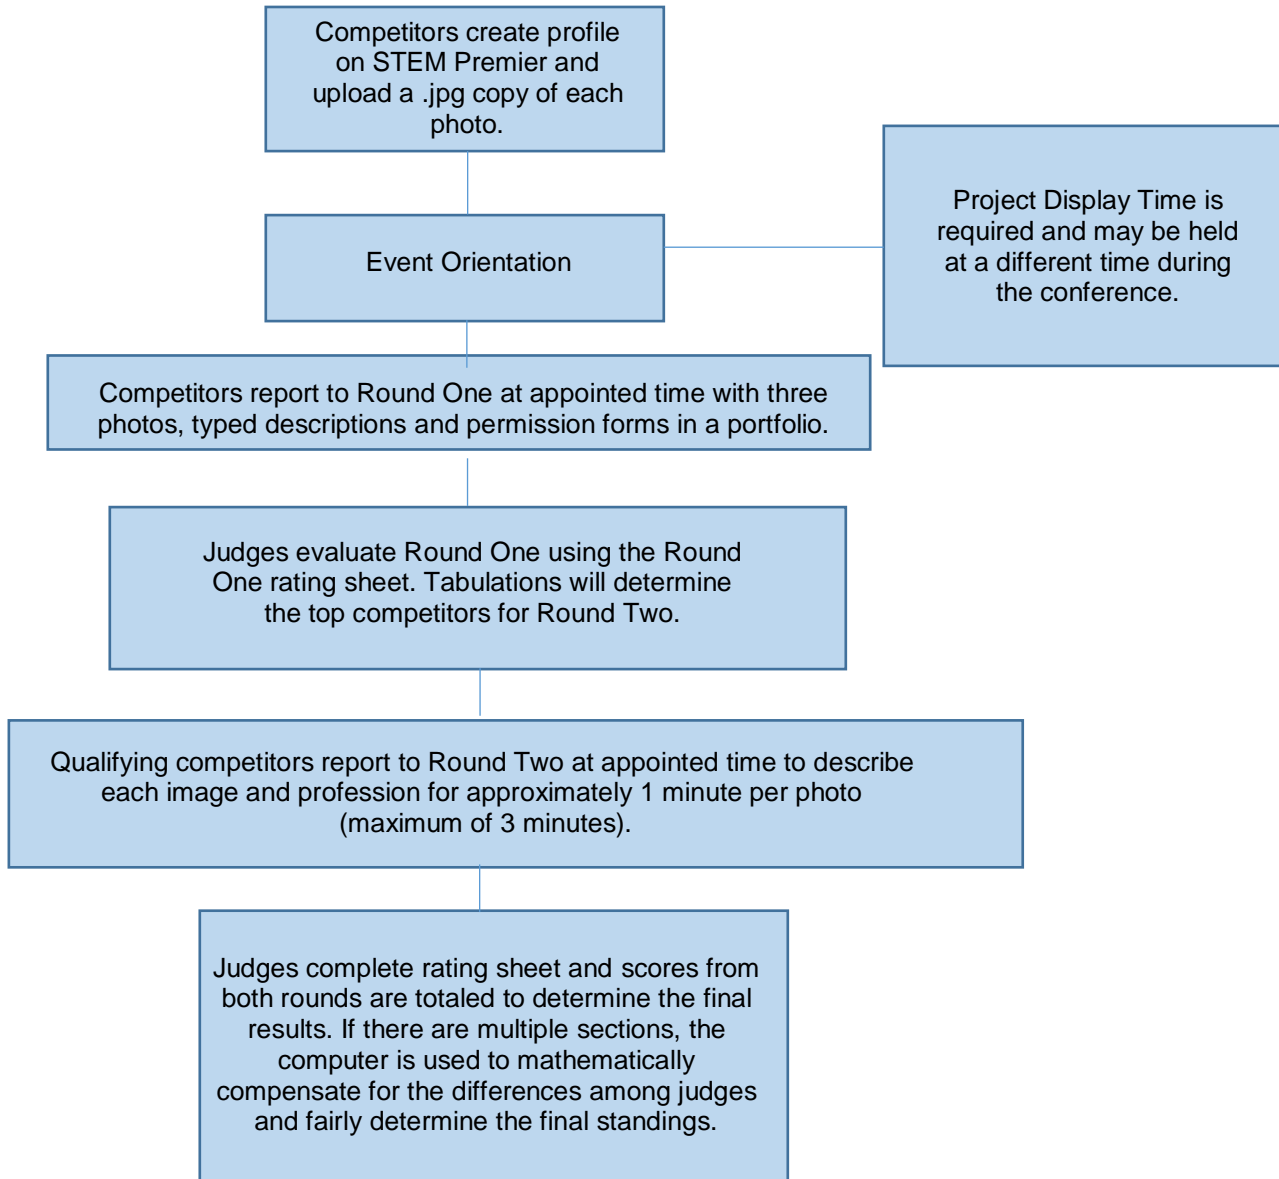 Competitors create profile
on STEM Premier and
upload a .jpg copy of each
photo.
Project Display Time is
required and may be held
at a different time during
the conference.
Event Orientation
Competitors report to Round One at appointed time with three
photos, typed descriptions and permission forms in a portfolio.
Judges evaluate Round One using the Round
One rating sheet. Tabulations will determine
the top competitors for Round Two.
Qualifying competitors report to Round Two at appointed time to describe
each image and profession for approximately 1 minute per photo
(maximum of 3 minutes).
Judges complete rating sheet and scores from
both rounds are totaled to determine the final
results. If there are multiple sections, the
computer is used to mathematically
compensate for the differences among judges
and fairly determine the final standings.